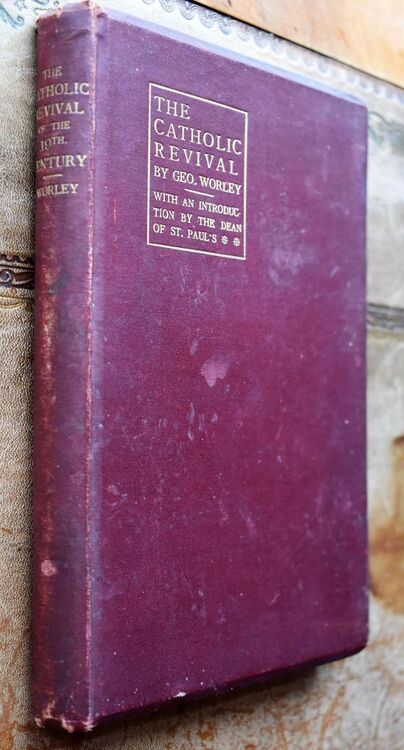 THE
CATHOLIC
REVIVAL
OF THE
19TH.
CENTURY
WORLEY
THE
CATHOLIC
REVIVAL
BY GEO. WORLEY
WITH AN INTRODUC-
TION BY THE DEAN
OF ST. PAUL'S